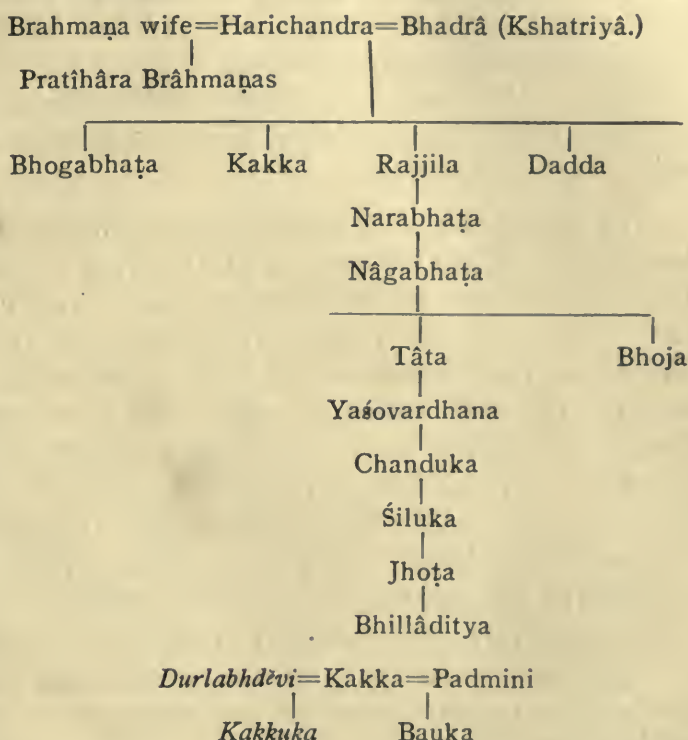 Brahmaṇa wife=Harichandra=Bhadrâ (Kshatriyâ.)
Pratîhâra Brâhmaṇas
Bhogabhaṭa Kakka Rajjila Dadda
Narabhaṭa
Nâgabhaṭa
Tâta Bhoja
Yaśovardhana
Chanduka
Śiluka
Jhoṭa
Bhillâditya
Durlabhdĕvi=Kakka=Padmini
Kakkuka Bauka